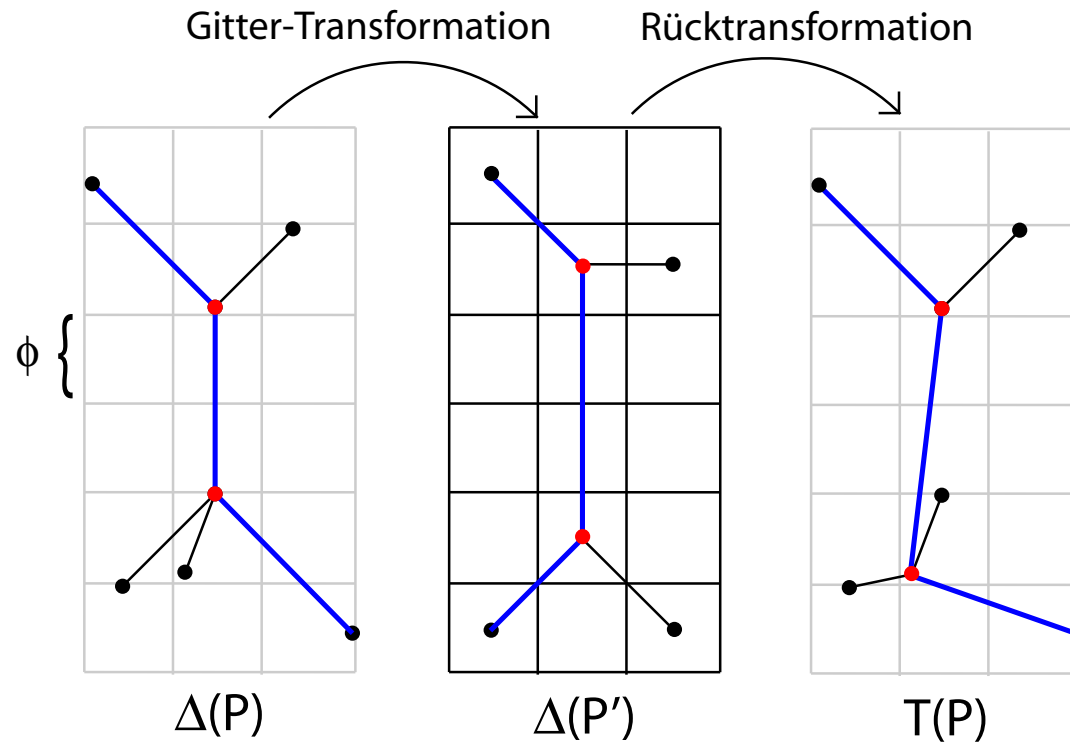 Gitter-Transformation
Rücktransformation
ϕ {
Δ(P)
Δ(P’)
T(P)